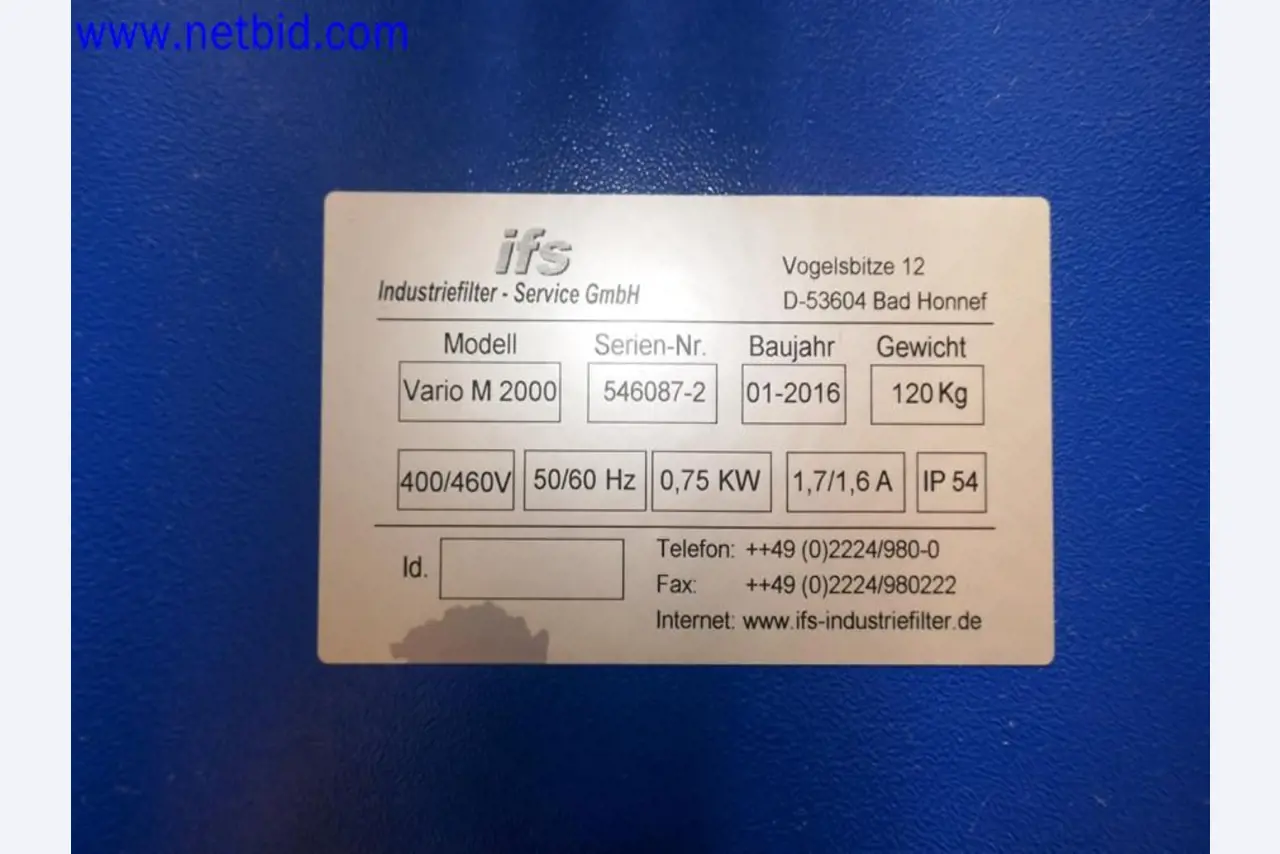 www.netbid.com
ifs
Industriefilter - Service GmbH
Vogelsbitze 12
D-53604 Bad Honnef
Modell Serien-Nr. Baujahr Gewicht
Vario M 2000 546087-2 01-2016 120 Kg
400/460V 50/60 Hz 0,75 KW 1,7/1,6 A IP 54
Id.
Telefon: ++49 (0)2224/980-0
Fax: ++49 (0)2224/980222
Internet: www.ifs-industriefilter.de